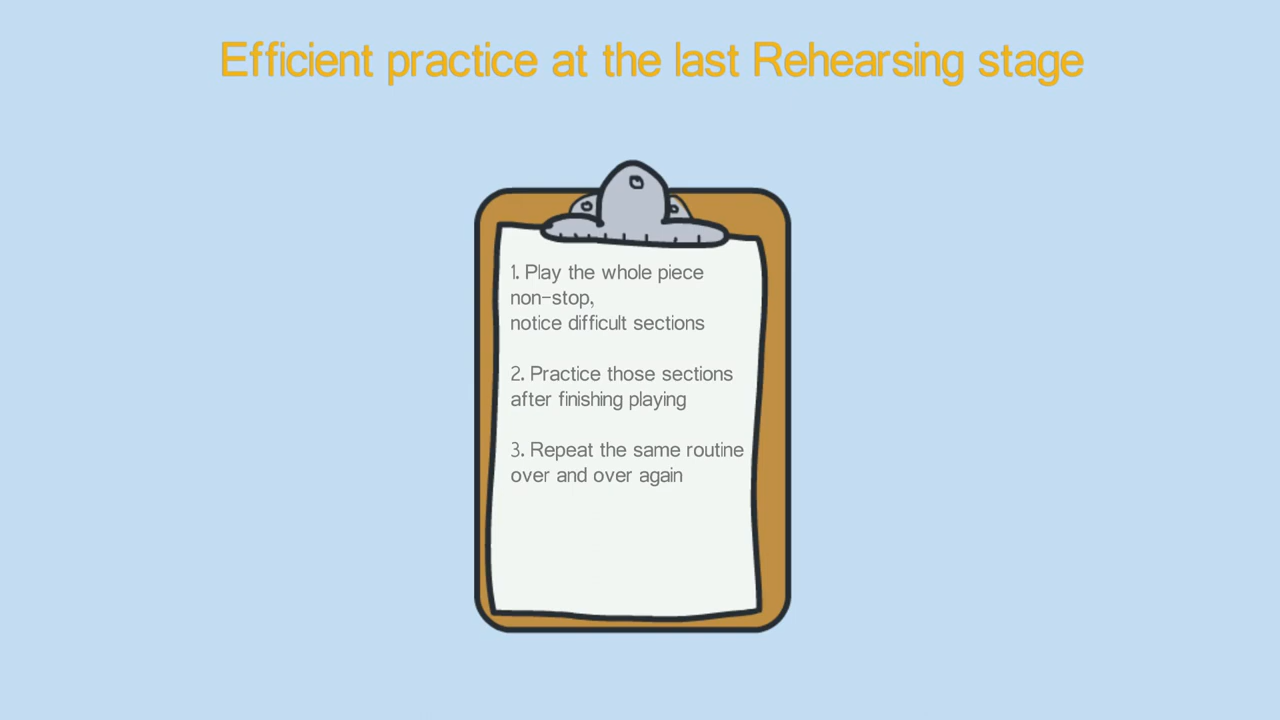 Efficient practice at the last Rehearsing stage
1. Play the whole piece
non-stop,
notice difficult sections
2. Practice those sections
after finishing playing
3. Repeat the same routine
over and over again